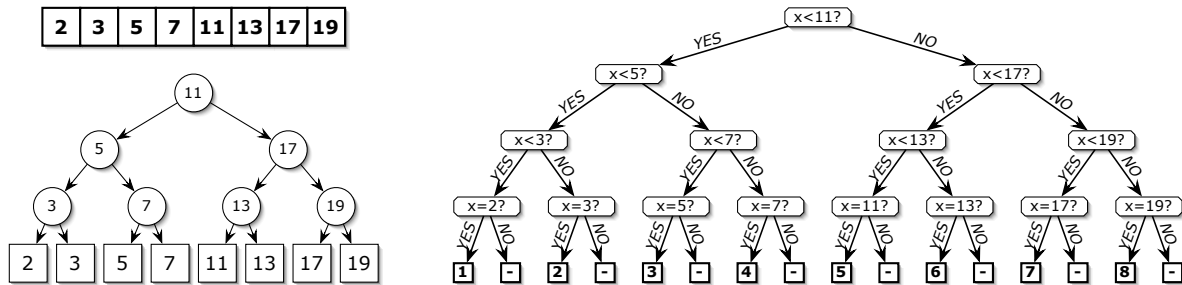 2 3 5 7 11 13 17 19
11
5 17
3 7 13 19
2 3 5 7 11 13 17 19
x<11?
YES NO
x<5? x<17?
YES NO YES NO
x<3? x<7? x<13? x<19?
YES NO YES NO YES NO YES NO
x=2? x=3? x=5? x=7? x=11? x=13? x=17? x=19?
YES NO YES NO YES NO YES NO YES NO YES NO YES NO YES NO
1 - 2 - 3 - 4 - 5 - 6 - 7 - 8 -